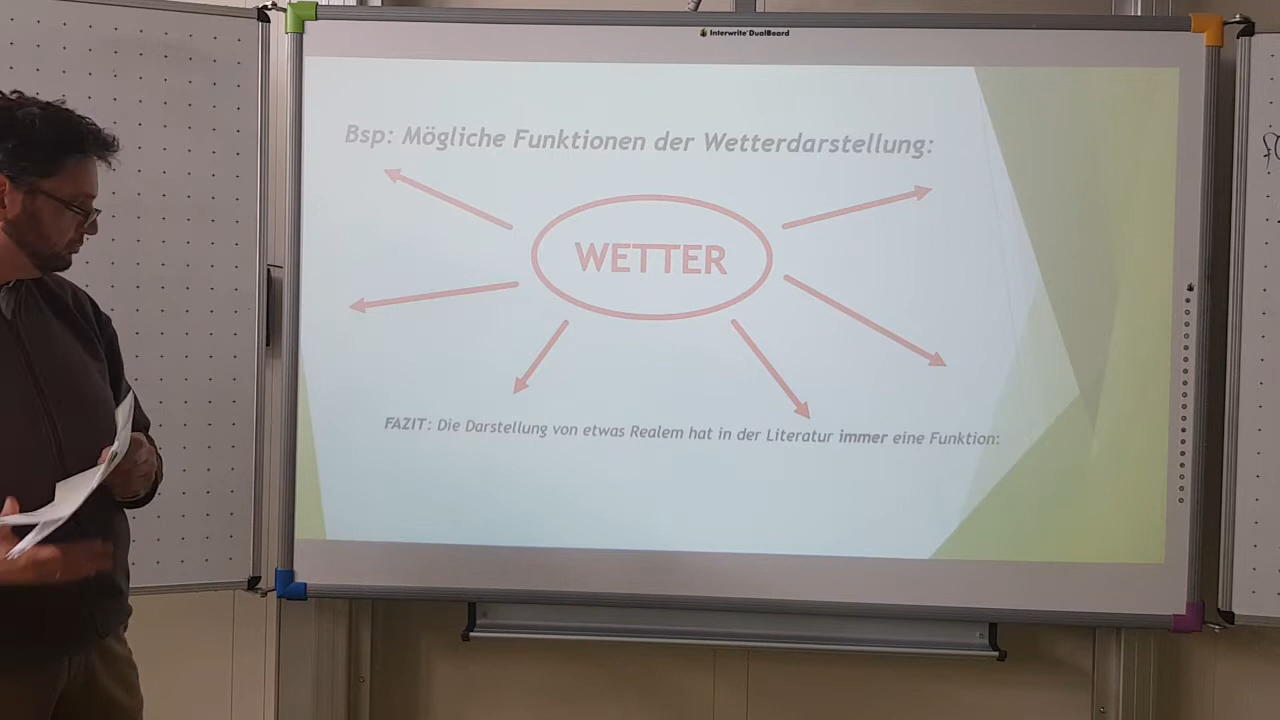 Interwrite DualBoard
Bsp: Mögliche Funktionen der Wetterdarstellung:
WETTER
FAZIT: Die Darstellung von etwas Realem hat in der Literatur immer eine Funktion: